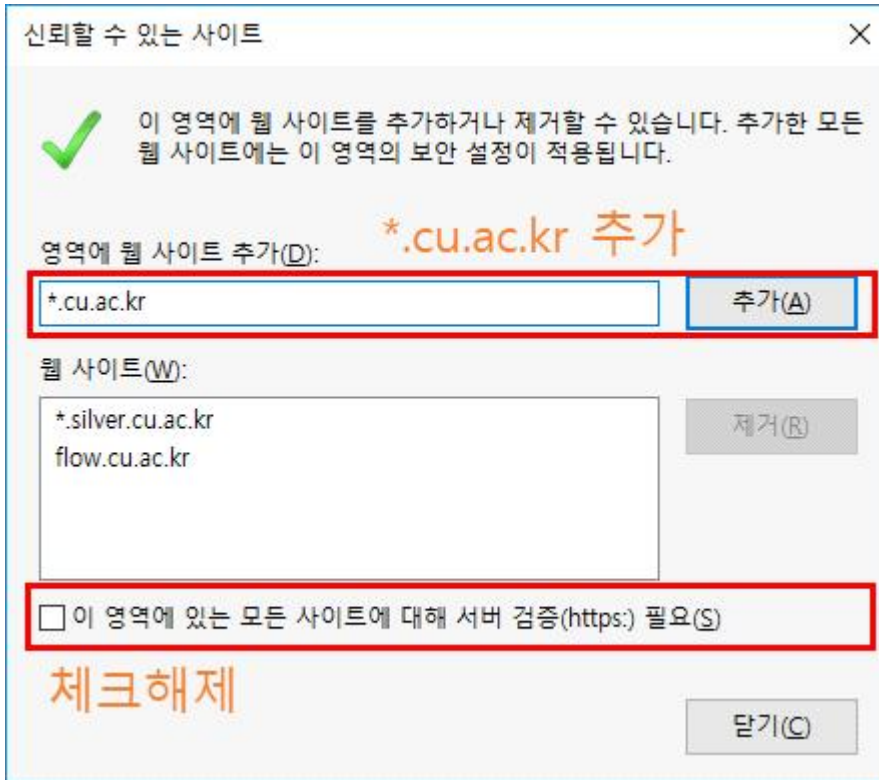 신뢰할 수 있는 사이트
이 영역에 웹 사이트를 추가하거나 제거할 수 있습니다. 추가한 모든
웹 사이트에는 이 영역의 보안 설정이 적용됩니다.
*.cu.ac.kr 추가
영역에 웹 사이트 추가(D):
*.cu.ac.kr
추가(A)
웹 사이트(W):
*.silver.cu.ac.kr
제거(R)
flow.cu.ac.kr
이 영역에 있는 모든 사이트에 대해 서버 검증(https:) 필요(S)
체크해제
닫기(C)